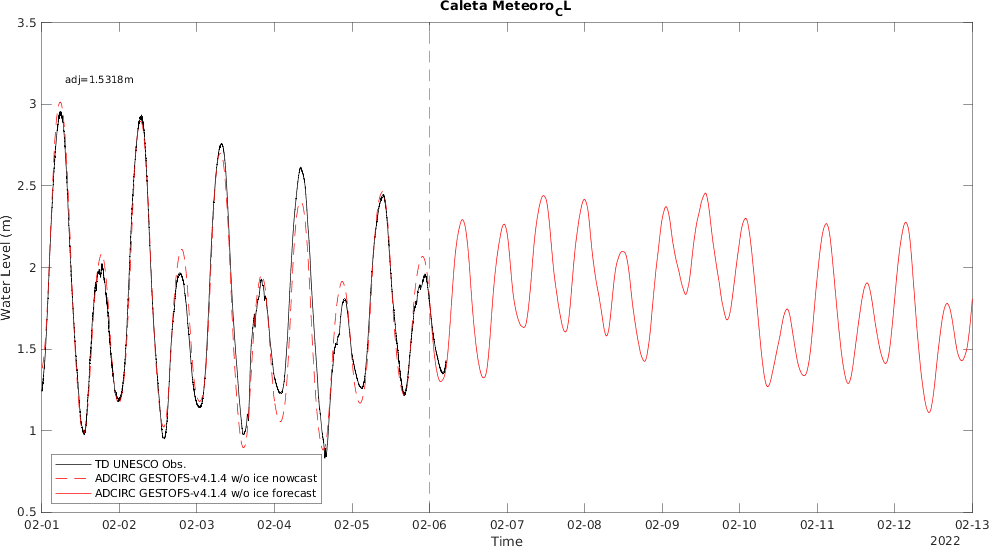 Caleta Meteoro_CL
adj=1.5318m
3.5
3
2.5
2
1.5
1
0.5
Water Level (m)
TD UNESCO Obs.
ADCIRC GESTOFS-v4.1.4 w/o ice nowcast
ADCIRC GESTOFS-v4.1.4 w/o ice forecast
02-01 02-02 02-03 02-04 02-05 02-06 02-07 02-08 02-09 02-10 02-11 02-12 02-13
Time
2022